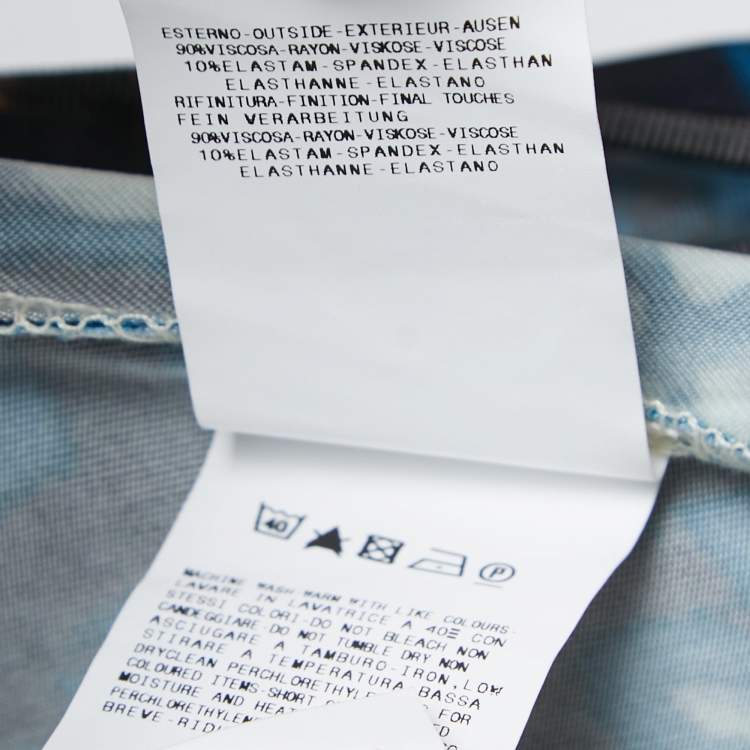 ESTERNO-OUTSIDE-EXTERIEUR-AUSEN
90%VISCOSA-RAYON-VISKOSE-VISCOSE
10%ELASTAM-SPANDEX-ELASTHAN
ELASTHANNE-ELASTANO
RIFINITURA-FINITION-FINAL TOUCHES
FEIN VERARBEITUNG
90%VISCOSA-RAYON-VISKOSE-VISCOSE
10%ELASTAM-SPANDEX-ELASTHAN
ELASTHANNE-ELASTANO
40
P
MACHINE WASH WARM WITH LIKE COLOURS-
LAVARE IN LAVATRICE A 40Ξ CON
STESSI COLORI-DO NOT BLEACH NON
CANDEGGIARE-DO NOT TUMBLE DRY NON
ASCIUGARE A TAMBURO-IRON,LOW
STIRARE A TEMPERATURA BASSA
DRYCLEAN PERCHLORETHYLE
COLOURED ITEMS-SHORT FOR
MOISTURE AND HEAT ED
PERCHLORETHYLEN
BREVE-RID